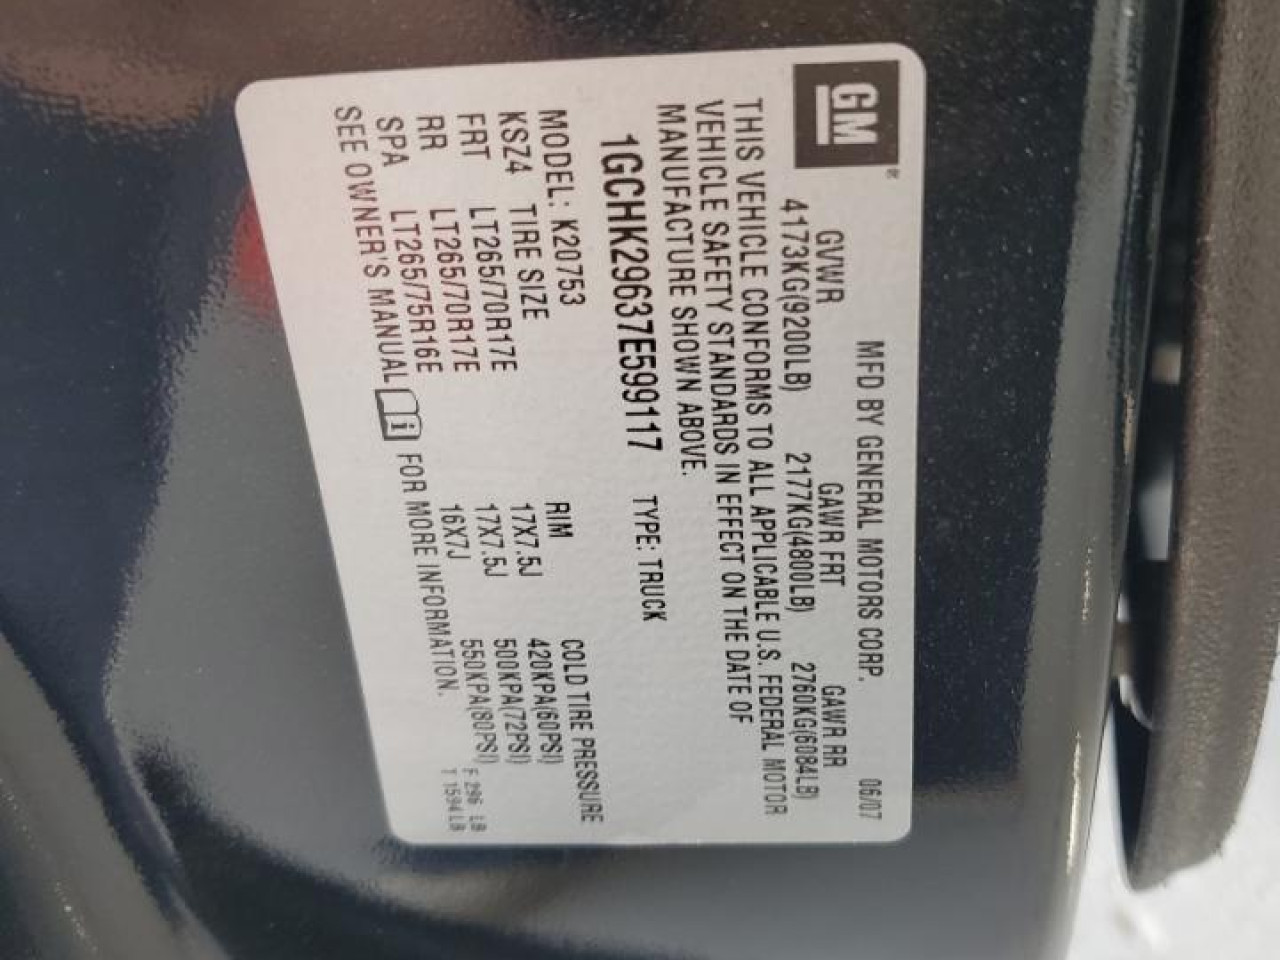 GM®
MFD BY GENERAL MOTORS CORP. 06/07
GVWR GAWR FRT GAWR RR
4173KG(9200LB) 2177KG(4800LB) 2760KG(6084LB)
THIS VEHICLE CONFORMS TO ALL APPLICABLE U.S. FEDERAL MOTOR
VEHICLE SAFETY STANDARDS IN EFFECT ON THE DATE OF
MANUFACTURE SHOWN ABOVE.
1GCHK29637E599117 TYPE: TRUCK
MODEL: K20753
KSZ4 TIRE SIZE RIM COLD TIRE PRESSURE
FRT LT265/70R17E 17X7.5J 420KPA(60PSI)
RR LT265/70R17E 17X7.5J 500KPA(72PSI)
SPA LT265/75R16E 16X7J 550KPA(80PSI)
SEE OWNER'S MANUAL i FOR MORE INFORMATION.
F 296 LB
T 1594LB